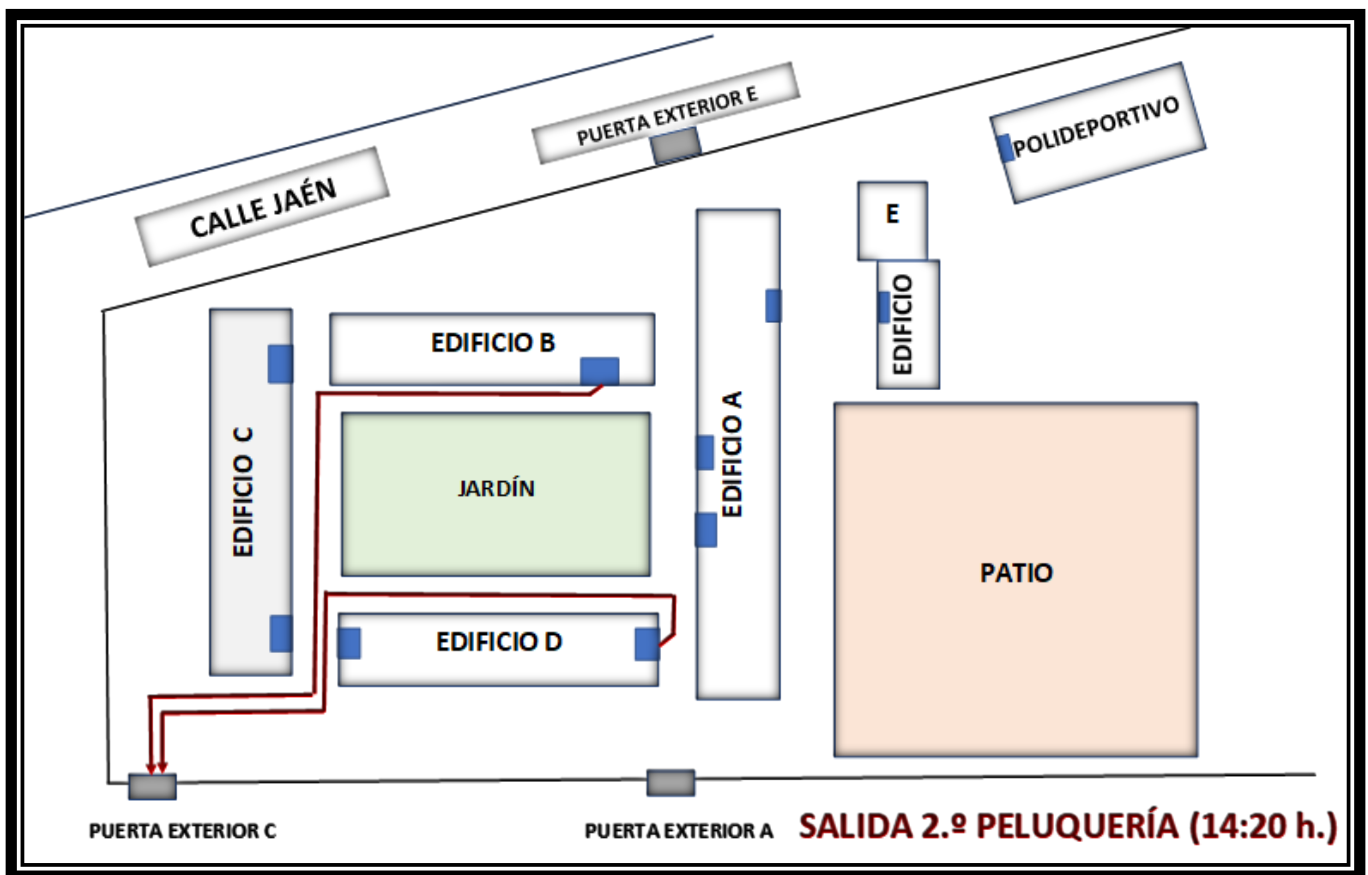 PUERTA EXTERIOR E
POLIDEPORTIVO
CALLE JAÉN
E
EDIFICIO
EDIFICIO B
EDIFICIO C
EDIFICIO A
JARDÍN
PATIO
EDIFICIO D
PUERTA EXTERIOR C
PUERTA EXTERIOR A
SALIDA 2.º PELUQUERÍA (14:20 h.)